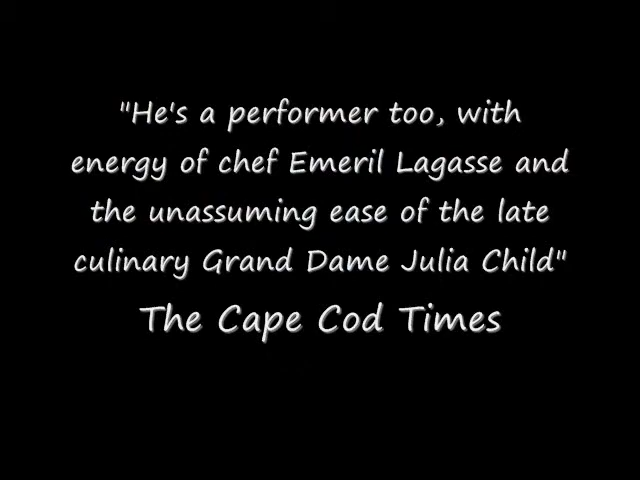 "He's a performer too, with
energy of chef Emeril Lagasse and
the unassuming ease of the late
culinary Grand Dame Julia Child"
The Cape Cod Times